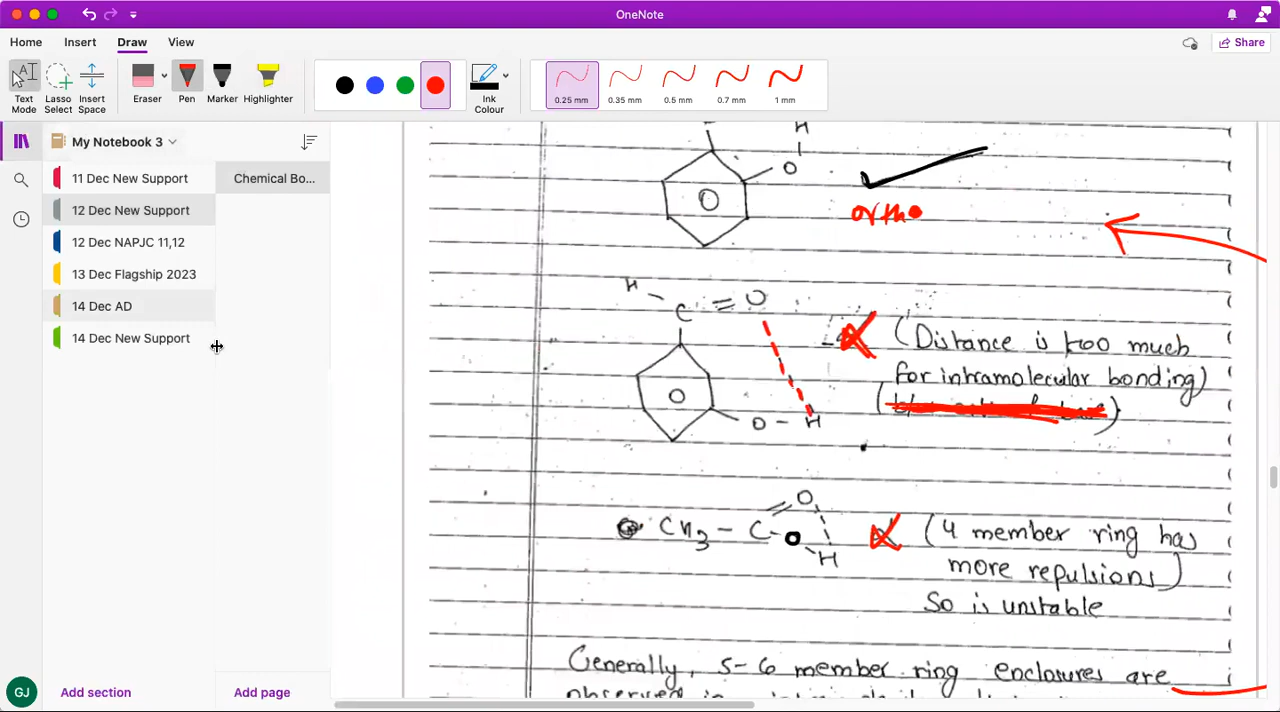 OneNote
Home Insert Draw View
Share
Text Mode
Lasso Select
Insert Space
Eraser
Pen
Marker
Highlighter
Ink Colour
0.25 mm
0.35 mm
0.5 mm
0.7 mm
1 mm
My Notebook 3
11 Dec New Support
12 Dec New Support
12 Dec NAPJC 11,12
13 Dec Flagship 2023
14 Dec AD
14 Dec New Support
Chemical Bo...
H
O
O
ortho
H
C = O
O
O - H
(Distance is too much
for intramolecular bonding)
CH3 - C
O
O
H
(4 member ring has
more repulsions)
So is unstable
Generally, 5-6 member ring enclosures are
GJ
Add section
Add page